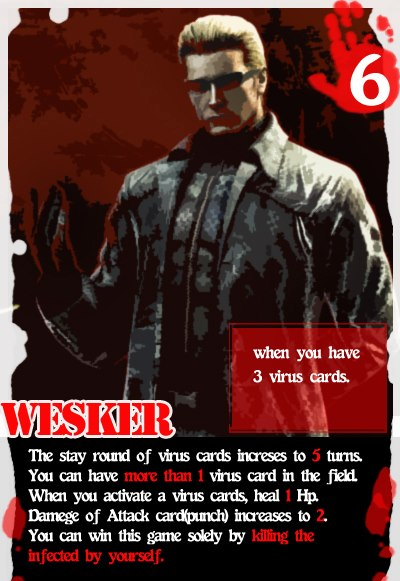 6
when you have
3 virus cards.
WESKER
The stay round of virus cards increses to 5 turns.
You can have more than 1 virus card in the field.
When you activate a virus cards, heal 1 Hp.
Damege of Attack card(punch) increases to 2.
You can win this game solely by killing the
infected by yourself.